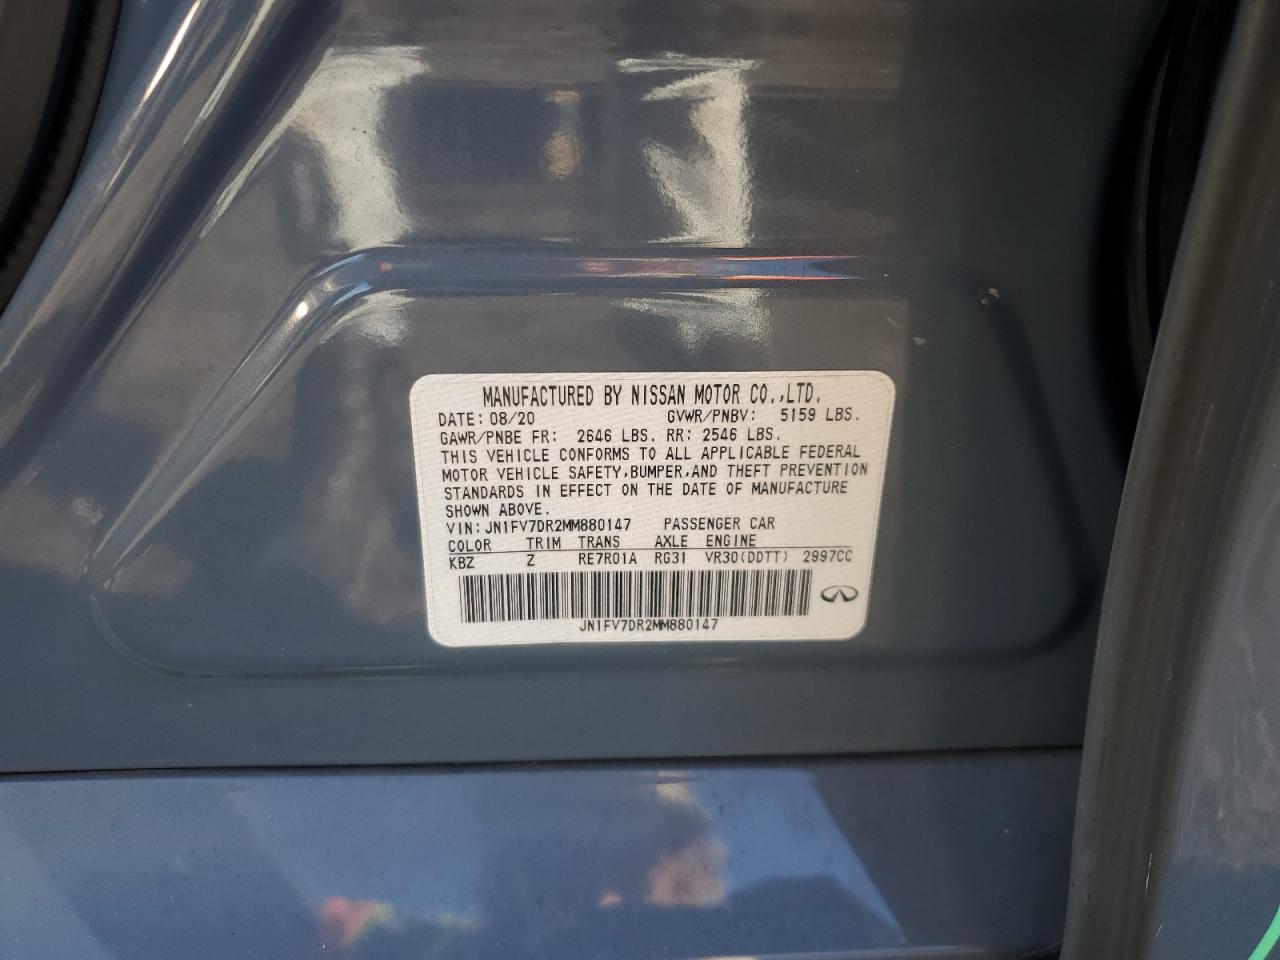 MANUFACTURED BY NISSAN MOTOR CO.,LTD.
DATE: 08/20 GVWR/PNBV: 5159 LBS.
GAWR/PNBE FR: 2646 LBS. RR: 2546 LBS.
THIS VEHICLE CONFORMS TO ALL APPLICABLE FEDERAL
MOTOR VEHICLE SAFETY,BUMPER,AND THEFT PREVENTION
STANDARDS IN EFFECT ON THE DATE OF MANUFACTURE
SHOWN ABOVE.
VIN: JN1FV7DR2MM880147 PASSENGER CAR
COLOR TRIM TRANS AXLE ENGINE
KBZ Z RE7R01A RG31 VR30(DDTT) 2997CC
JN1FV7DR2MM880147